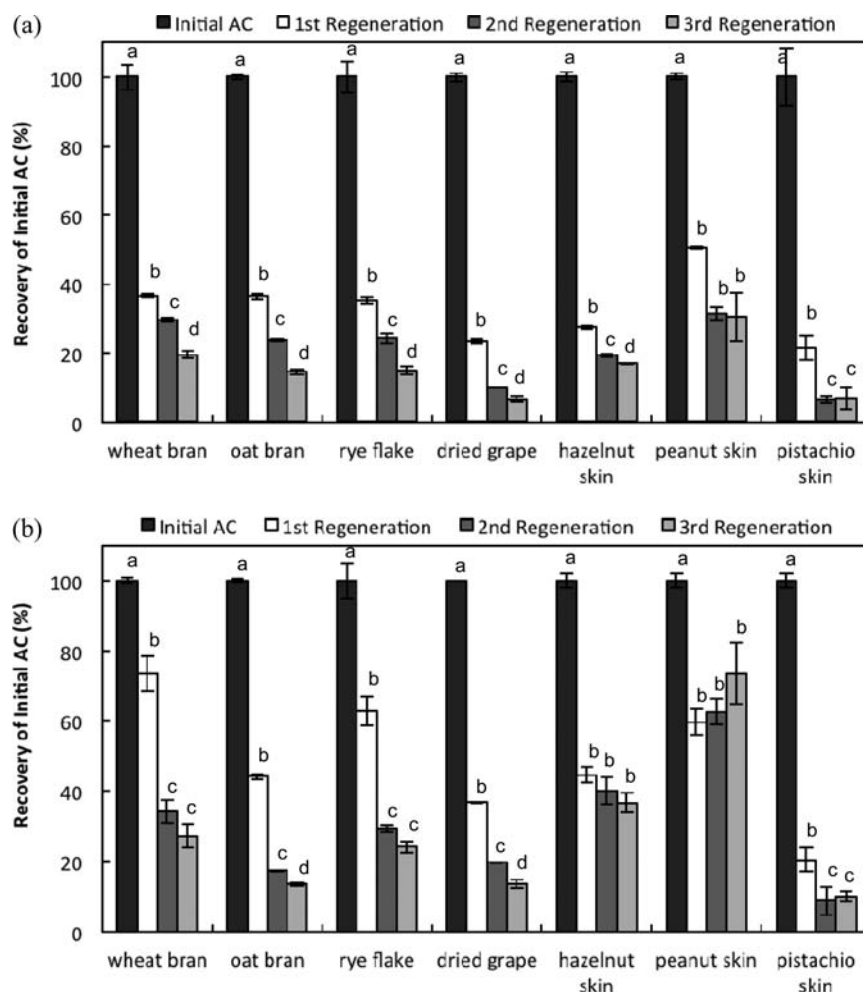 (a)
Initial AC 1st Regeneration 2nd Regeneration 3rd Regeneration
Recovery of Initial AC (%)
100
80
60
40
20
0
a a a a a a a
b c d b c d b c d b c d b c d b b b b c c
wheat bran oat bran rye flake dried grape hazelnut skin peanut skin pistachio skin
(b)
Initial AC 1st Regeneration 2nd Regeneration 3rd Regeneration
Recovery of Initial AC (%)
100
80
60
40
20
0
a a a a a a a
b c c b c d b c c b c d b b b b b b b c c
wheat bran oat bran rye flake dried grape hazelnut skin peanut skin pistachio skin